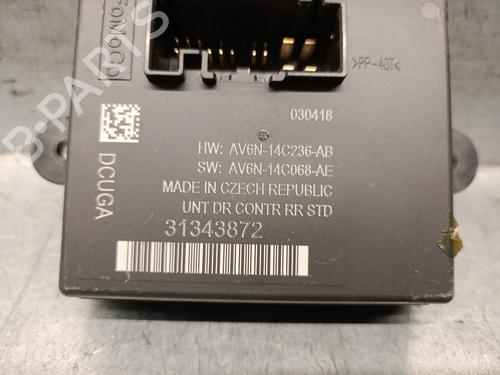 FoMoCo
>PP-40T<
030418
HW: AV6N-14C236-AB
SW: AV6N-14C068-AE
MADE IN CZECH REPUBLIC
UNT DR CONTR RR STD
31343872
DCUGA
B-PARTS